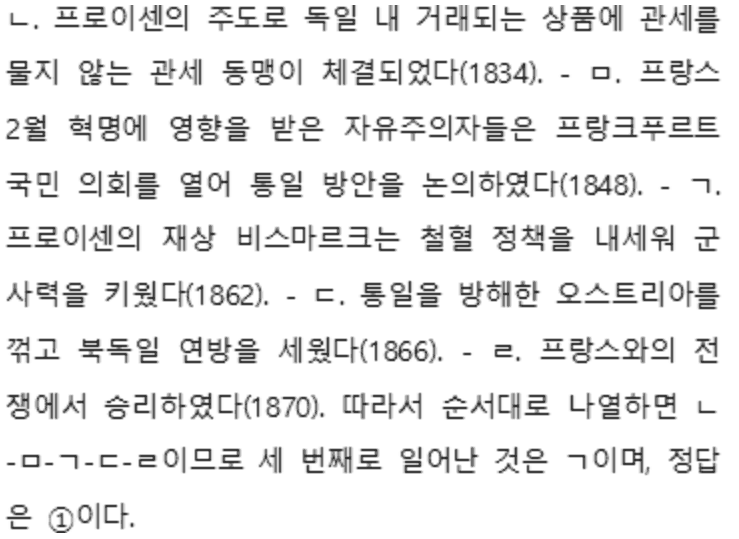 ㄴ. 프로이센의 주도로 독일 내 거래되는 상품에 관세를
물지 않는 관세 동맹이 체결되었다(1834). - ㅁ. 프랑스
2월 혁명에 영향을 받은 자유주의자들은 프랑크푸르트
국민 의회를 열어 통일 방안을 논의하였다(1848). - ㄱ.
프로이센의 재상 비스마르크는 철혈 정책을 내세워 군
사력을 키웠다(1862). - ㄷ. 통일을 방해한 오스트리아를
꺾고 북독일 연방을 세웠다(1866). - ㄹ. 프랑스와의 전
쟁에서 승리하였다(1870). 따라서 순서대로 나열하면 ㄴ
-ㅁ-ㄱ-ㄷ-ㄹ이므로 세 번째로 일어난 것은 ㄱ이며, 정답
은 ①이다.